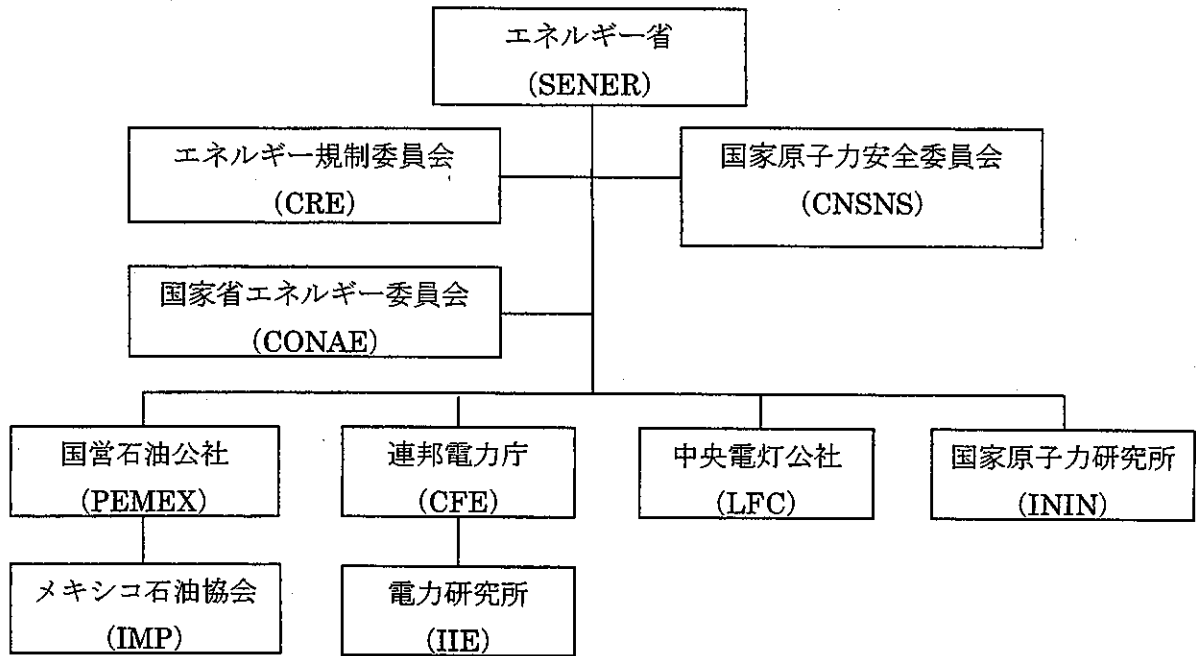 エネルギー省
(SENER)
エネルギー規制委員会
(CRE)
国家原子力安全委員会
(CNSNS)
国家省エネルギー委員会
(CONAE)
国営石油公社
(PEMEX)
連邦電力庁
(CFE)
中央電灯公社
(LFC)
国家原子力研究所
(ININ)
メキシコ石油協会
(IMP)
電力研究所
(IIE)